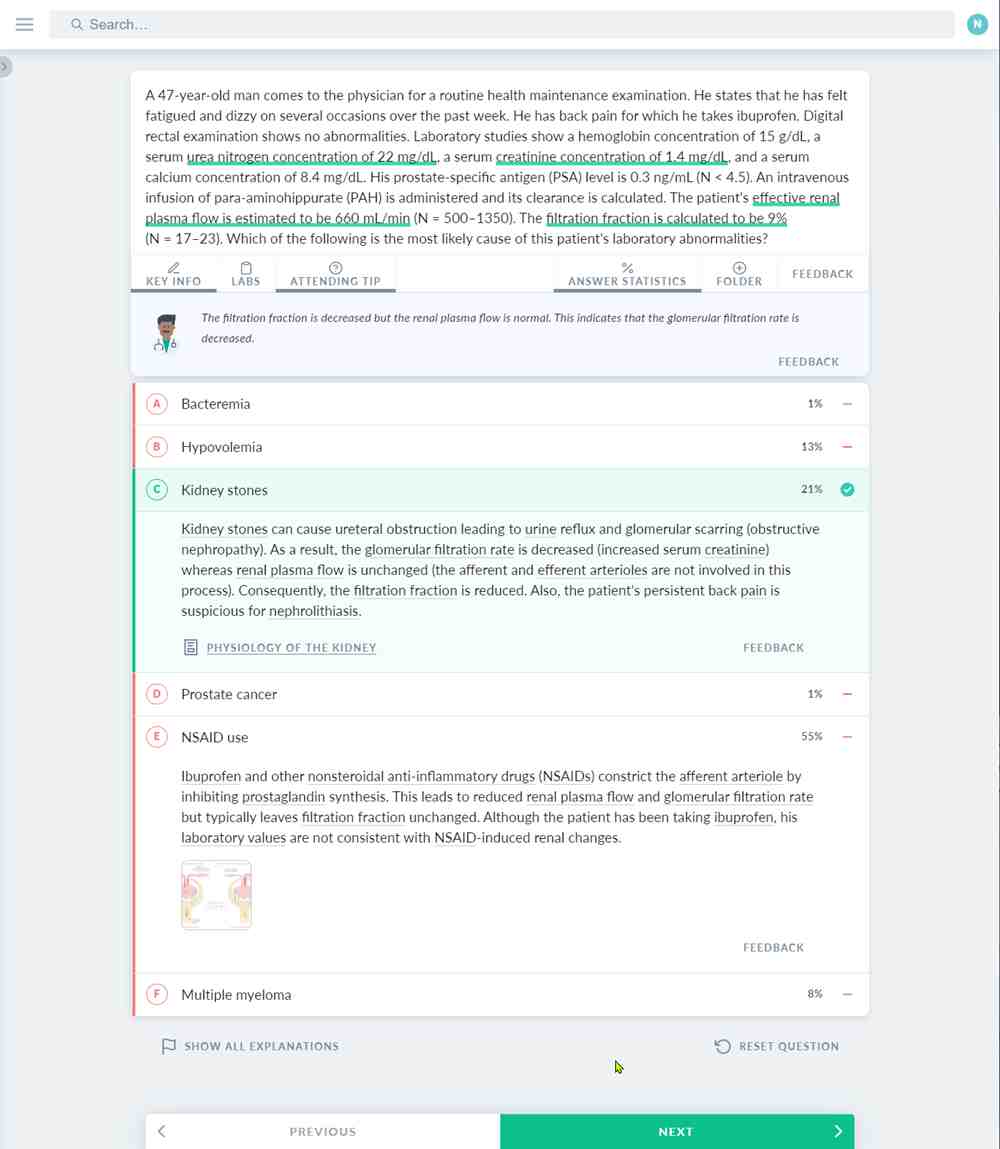 Search...
N
A 47-year-old man comes to the physician for a routine health maintenance examination. He states that he has felt
fatigued and dizzy on several occasions over the past week. He has back pain for which he takes ibuprofen. Digital
rectal examination shows no abnormalities. Laboratory studies show a hemoglobin concentration of 15 g/dL, a
serum urea nitrogen concentration of 22 mg/dL, a serum creatinine concentration of 1.4 mg/dL, and a serum
calcium concentration of 8.4 mg/dL. His prostate-specific antigen (PSA) level is 0.3 ng/mL (N < 4.5). An intravenous
infusion of para-aminohippurate (PAH) is administered and its clearance is calculated. The patient's effective renal
plasma flow is estimated to be 660 mL/min (N = 500–1350). The filtration fraction is calculated to be 9%
(N = 17–23). Which of the following is the most likely cause of this patient's laboratory abnormalities?
KEY INFO
LABS
ATTENDING TIP
ANSWER STATISTICS
FOLDER
FEEDBACK
The filtration fraction is decreased but the renal plasma flow is normal. This indicates that the glomerular filtration rate is
decreased.
FEEDBACK
A Bacteremia 1%
B Hypovolemia 13%
C Kidney stones 21%
Kidney stones can cause ureteral obstruction leading to urine reflux and glomerular scarring (obstructive
nephropathy). As a result, the glomerular filtration rate is decreased (increased serum creatinine)
whereas renal plasma flow is unchanged (the afferent and efferent arterioles are not involved in this
process). Consequently, the filtration fraction is reduced. Also, the patient's persistent back pain is
suspicious for nephrolithiasis.
PHYSIOLOGY OF THE KIDNEY
FEEDBACK
D Prostate cancer 1%
E NSAID use 55%
Ibuprofen and other nonsteroidal anti-inflammatory drugs (NSAIDs) constrict the afferent arteriole by
inhibiting prostaglandin synthesis. This leads to reduced renal plasma flow and glomerular filtration rate
but typically leaves filtration fraction unchanged. Although the patient has been taking ibuprofen, his
laboratory values are not consistent with NSAID-induced renal changes.
FEEDBACK
F Multiple myeloma 8%
SHOW ALL EXPLANATIONS
RESET QUESTION
PREVIOUS
NEXT